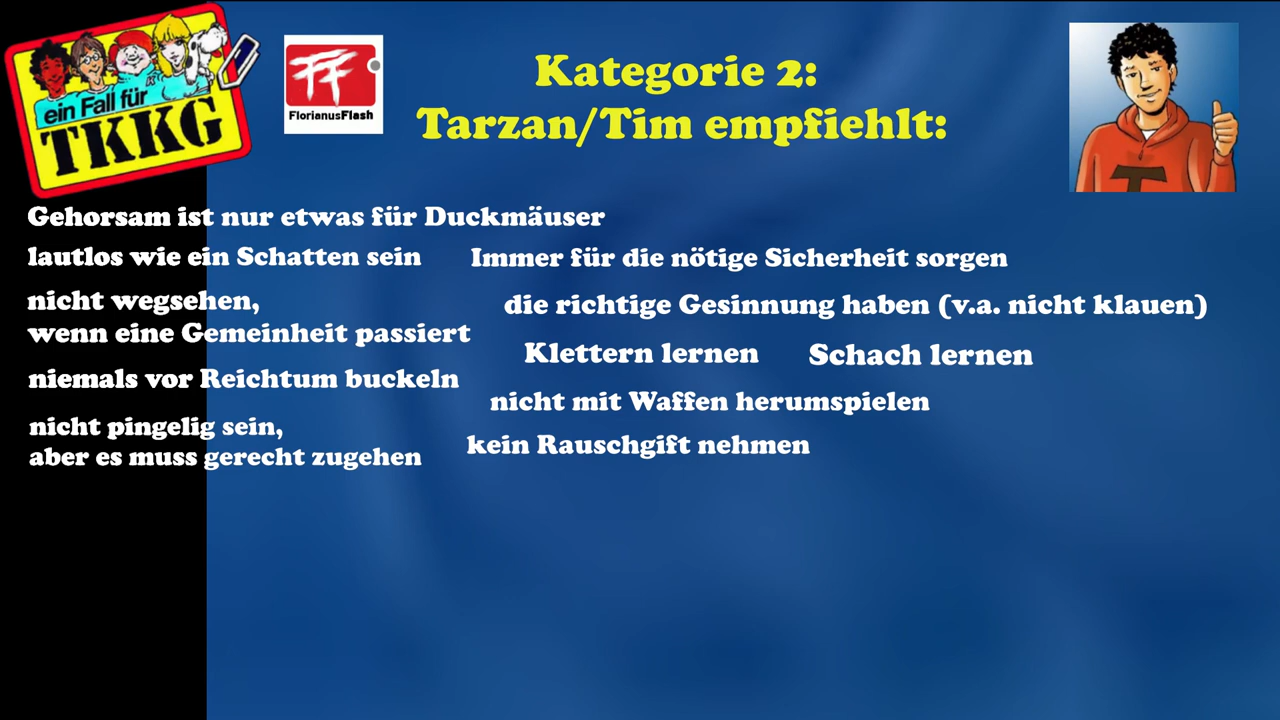 ein Fall für
TKKG
FF
FlorianusFlash
Kategorie 2:
Tarzan/Tim empfiehlt:
T
Gehorsam ist nur etwas für Duckmäuser
lautlos wie ein Schatten sein
Immer für die nötige Sicherheit sorgen
nicht wegsehen,
wenn eine Gemeinheit passiert
die richtige Gesinnung haben (v.a. nicht klauen)
Klettern lernen
Schach lernen
niemals vor Reichtum buckeln
nicht mit Waffen herumspielen
nicht pingelig sein,
aber es muss gerecht zugehen
kein Rauschgift nehmen